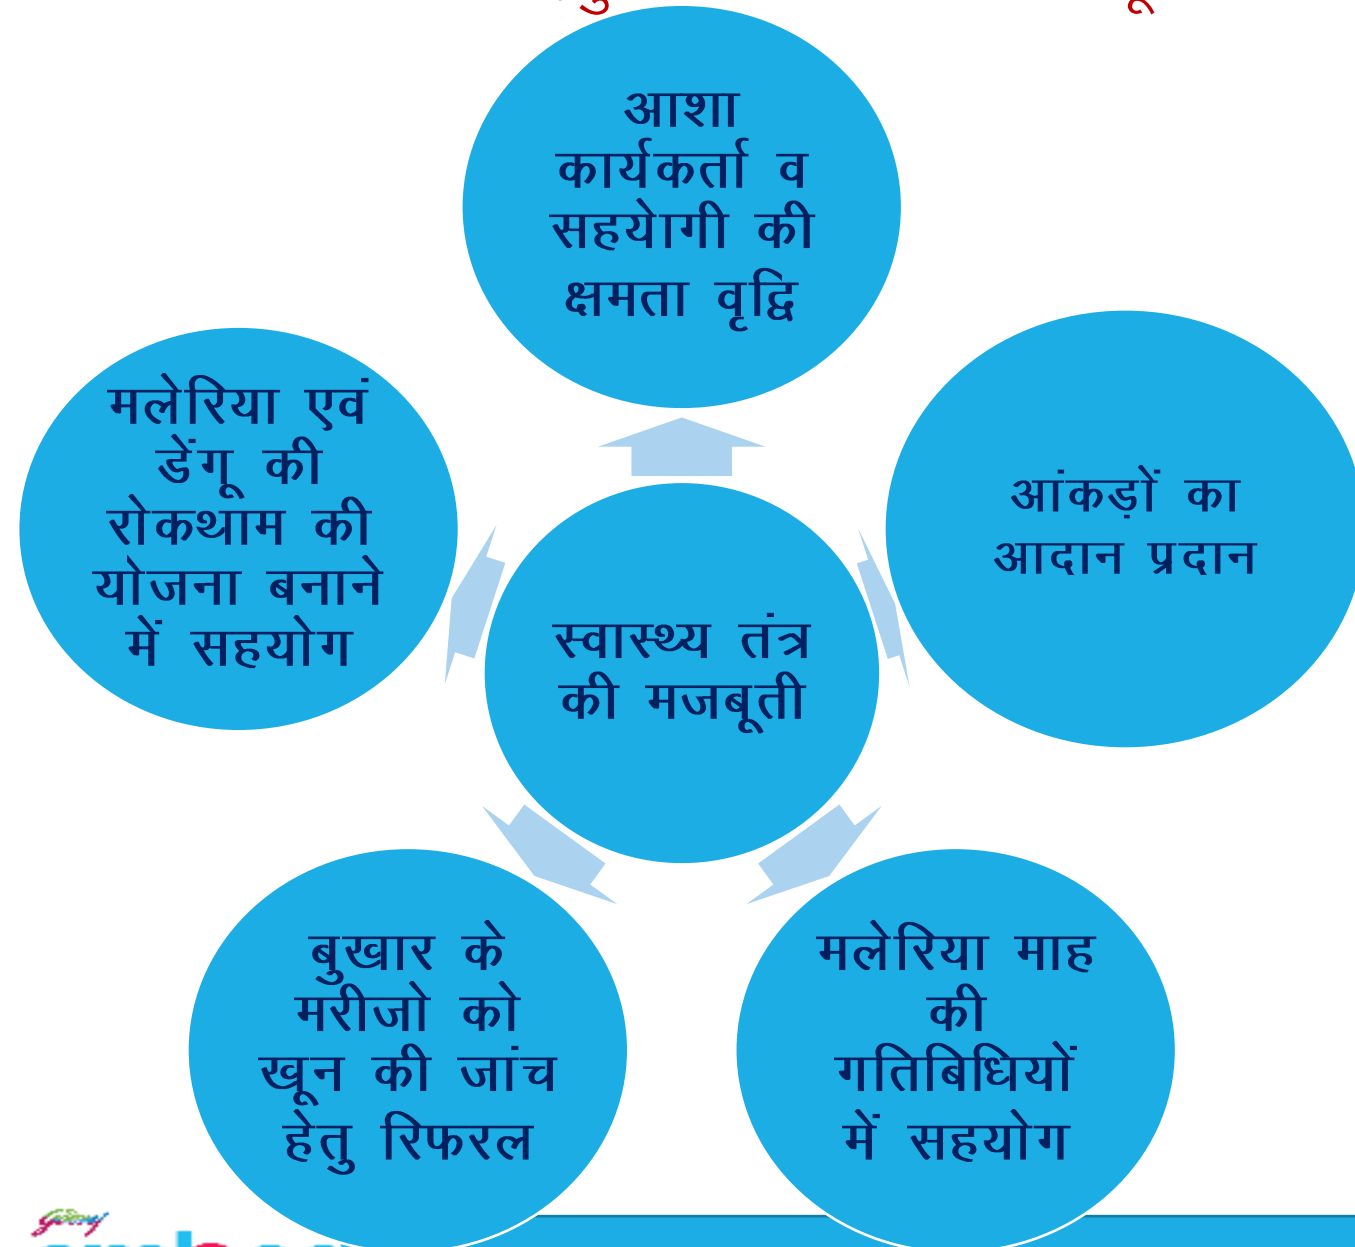 आशा
कार्यकर्ता व
सहयेागी की
क्षमता वृद्वि
आंकड़ों का
आदान प्रदान
मलेरिया माह
की
गतिबिधियों
में सहयोग
बुखार के
मरीजो को
खून की जांच
हेतु रिफरल
मलेरिया एवं
डेंगू की
रोकथाम की
योजना बनाने
में सहयोग
स्वास्थ्य तंत्र
की मजबूती
Godrej